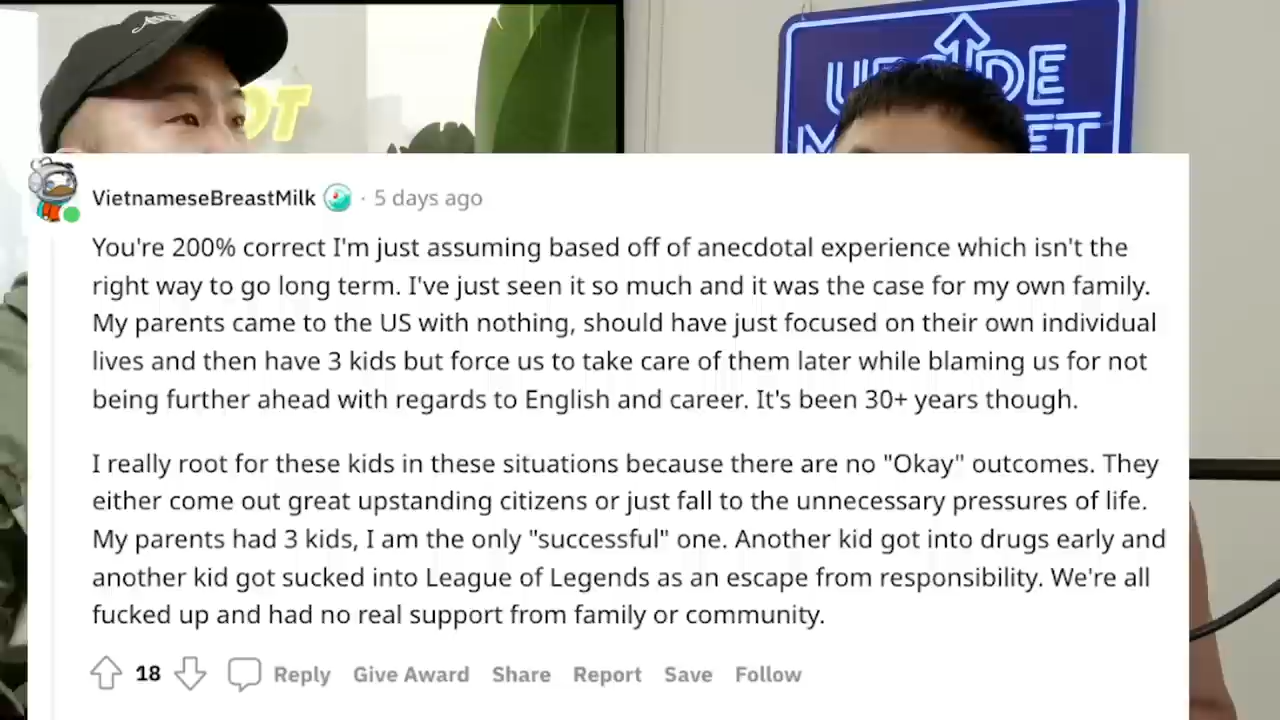 UPSIDE
MARKET
OT
VietnameseBreastMilk · 5 days ago
You're 200% correct I'm just assuming based off of anecdotal experience which isn't the
right way to go long term. I've just seen it so much and it was the case for my own family.
My parents came to the US with nothing, should have just focused on their own individual
lives and then have 3 kids but force us to take care of them later while blaming us for not
being further ahead with regards to English and career. It's been 30+ years though.
I really root for these kids in these situations because there are no "Okay" outcomes. They
either come out great upstanding citizens or just fall to the unnecessary pressures of life.
My parents had 3 kids, I am the only "successful" one. Another kid got into drugs early and
another kid got sucked into League of Legends as an escape from responsibility. We're all
fucked up and had no real support from family or community.
18 Reply Give Award Share Report Save Follow